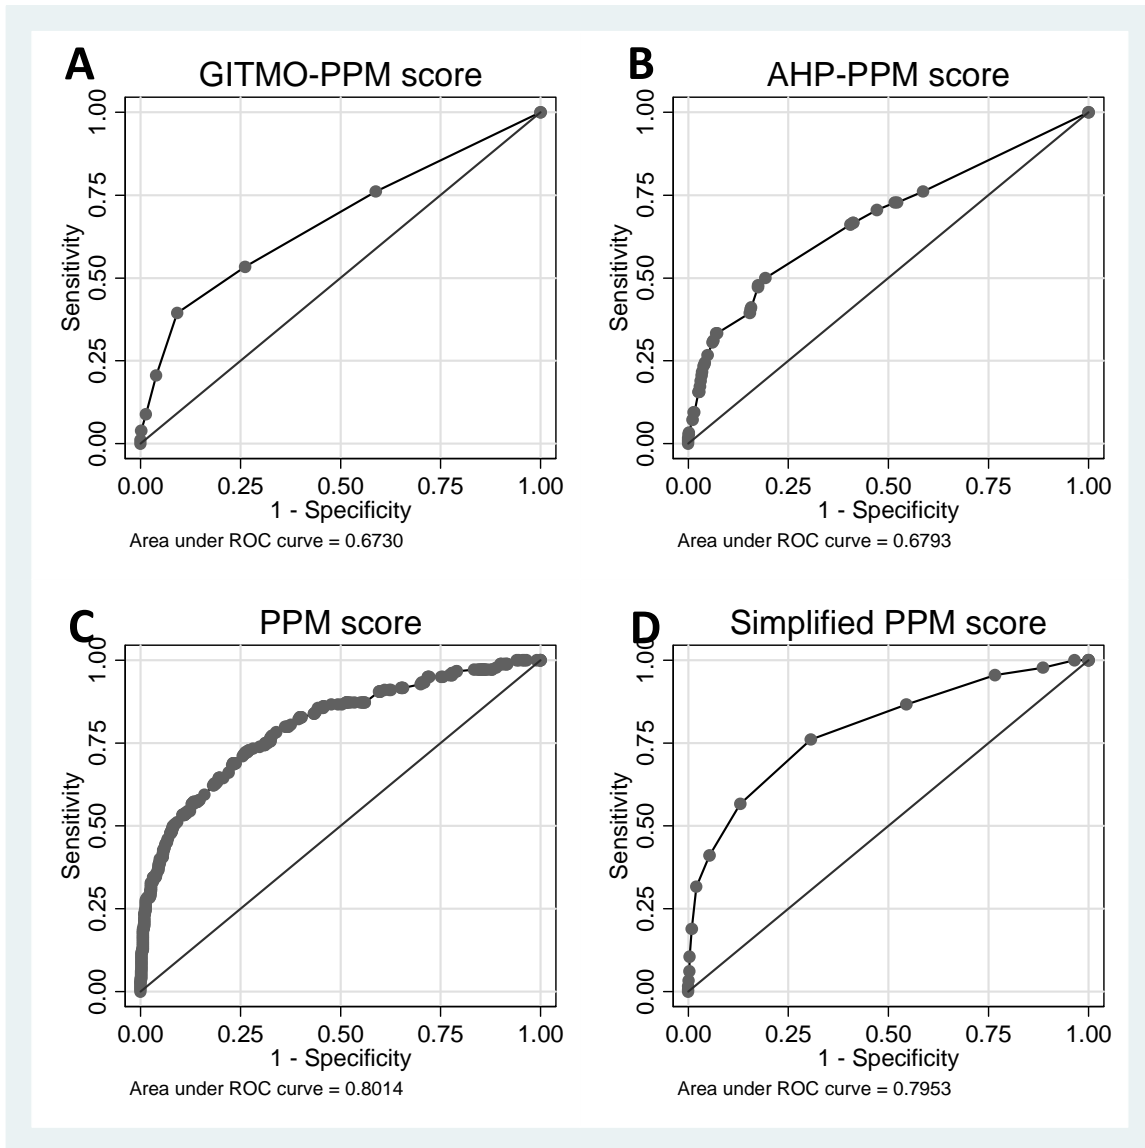 A
GITMO-PPM score
Sensitivity
1.00
0.75
0.50
0.25
0.00
0.00 0.25 0.50 0.75 1.00
1 - Specificity
Area under ROC curve = 0.6730
B
AHP-PPM score
Sensitivity
1.00
0.75
0.50
0.25
0.00
0.00 0.25 0.50 0.75 1.00
1 - Specificity
Area under ROC curve = 0.6793
C
PPM score
Sensitivity
1.00
0.75
0.50
0.25
0.00
0.00 0.25 0.50 0.75 1.00
1 - Specificity
Area under ROC curve = 0.8014
D
Simplified PPM score
Sensitivity
1.00
0.75
0.50
0.25
0.00
0.00 0.25 0.50 0.75 1.00
1 - Specificity
Area under ROC curve = 0.7953